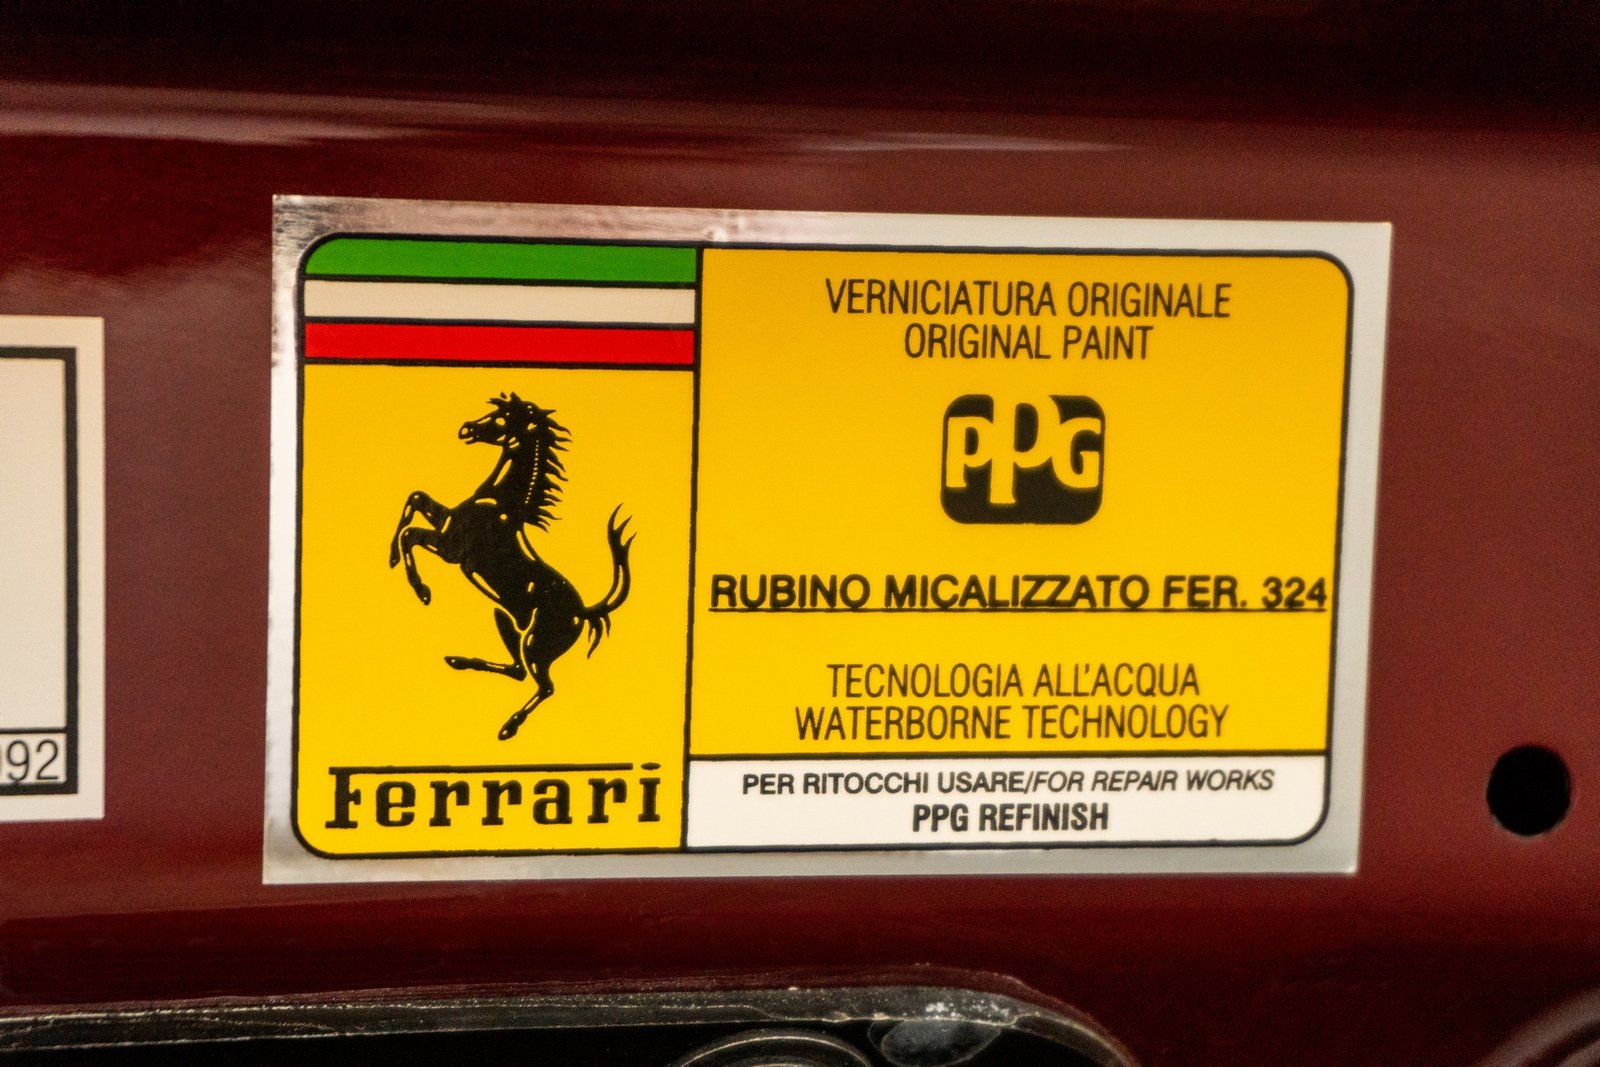 VERNICIATURA ORIGINALE
ORIGINAL PAINT
PPG
RUBINO MICALIZZATO FER. 324
TECNOLOGIA ALL'ACQUA
WATERBORNE TECHNOLOGY
PER RITOCCHI USARE/FOR REPAIR WORKS
PPG REFINISH
Ferrari